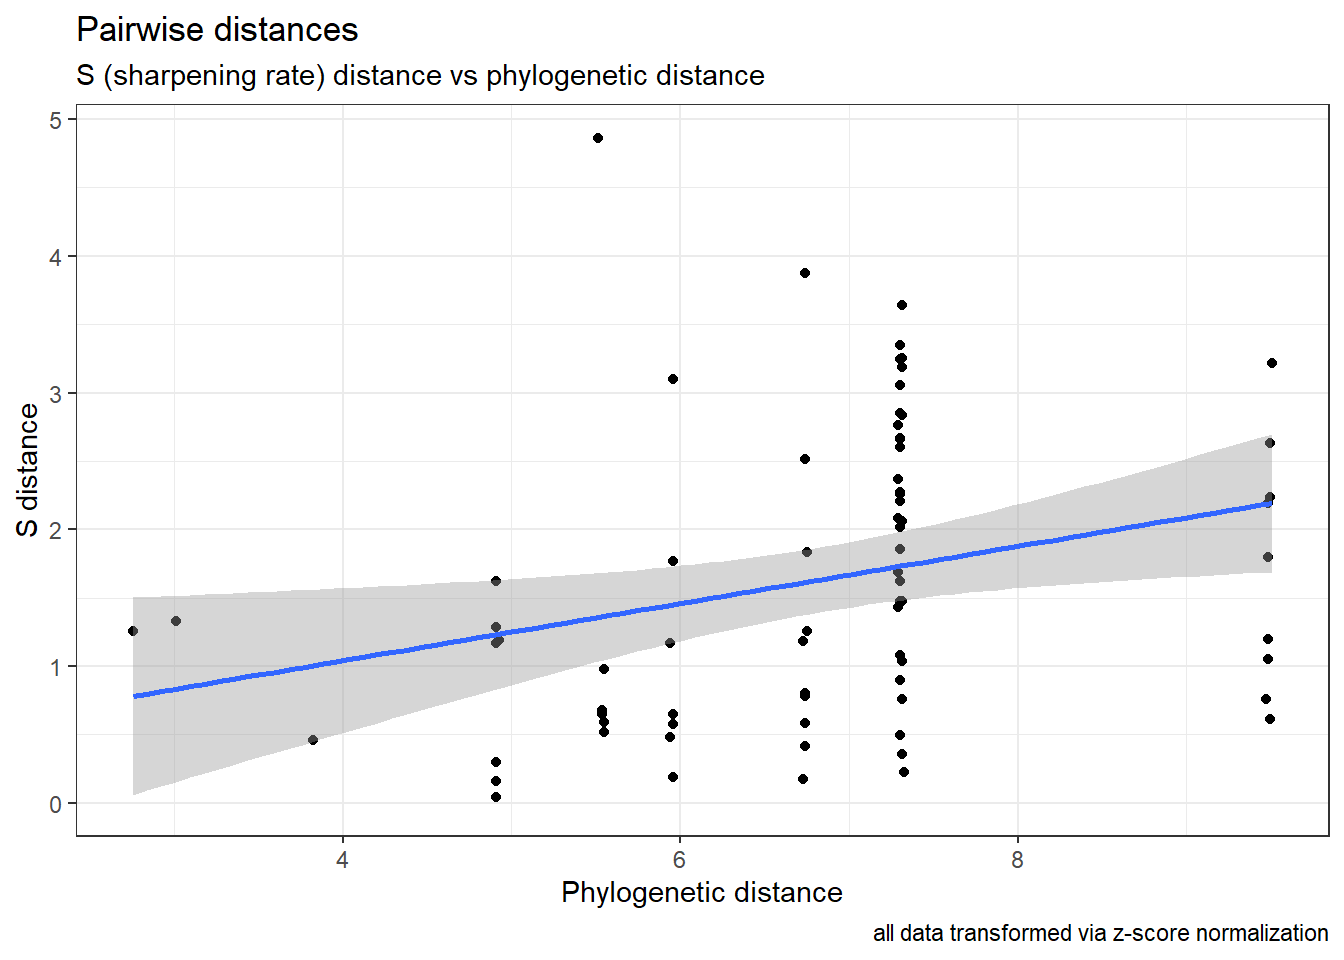 Pairwise distances
S (sharpening rate) distance vs phylogenetic distance
5
4
3
2
1
0
S distance
4 6 8
Phylogenetic distance
all data transformed via z-score normalization